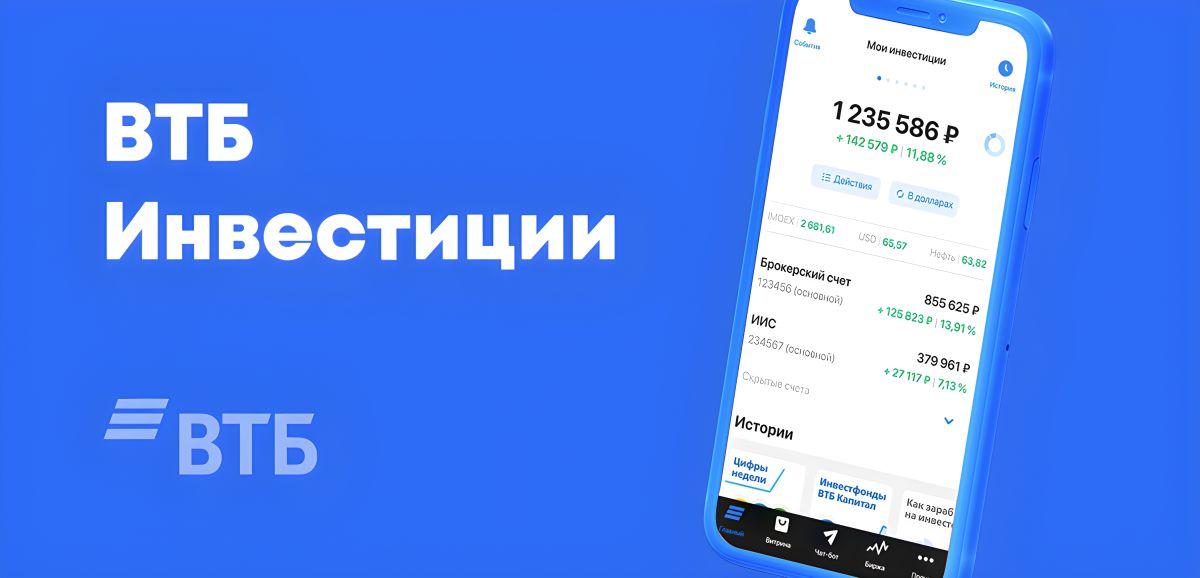 ВТБ
Инвестиции
ВТБ
События
Мои инвестиции
История
1 235 586 ₽
+ 142 579 ₽ | 11,88 %
Действия
В долларах
IMOEX | 2 681,61 USD | 65,57 Нефть | 63,82
Брокерский счет
855 625 ₽
123456 (основной)
+ 125 823 ₽ | 13,91 %
ИИС
379 961 ₽
234567 (основной)
+ 27 117 ₽ | 7,13 %
Скрытые счета
Истории
Цифры
недели
Инвестфонды
ВТБ Капитал
Как зараб
на инвест
Главный
Витрина
Чат-бот
Биржа